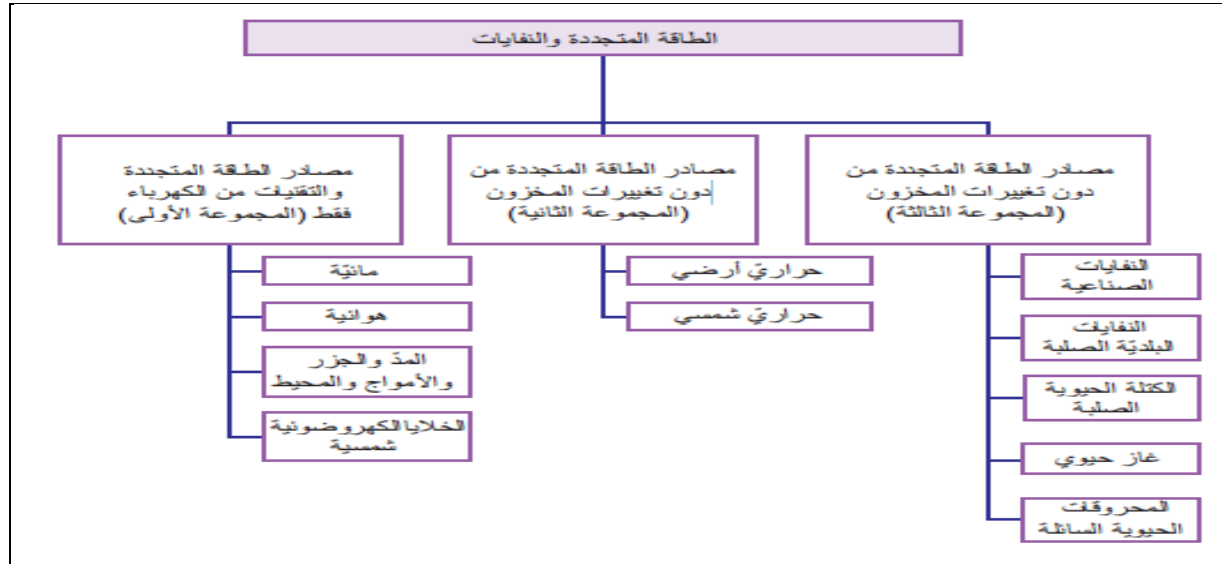 الطاقة المتجددة والنفايات
مصادر الطاقة المتجددة من
دون تغييرات المخزون
(المجموعة الثالثة)
النفايات
الصناعية
النفايات
البلديّة الصلبة
الكتلة الحيوية
الصلبة
غاز حيوي
المحروقات
الحيوية السائلة
مصادر الطاقة المتجددة من
دون تغييرات المخزون
(المجموعة الثانية)
حراريّ أرضي
حراريّ شمسي
مصادر الطاقة المتجددة
والتقنيات من الكهرباء
فقط (المجموعة الأولى)
مائيّة
هوائية
المدّ والجزر
والأمواج والمحيط
الخلاياالكهروضوئية
شمسية